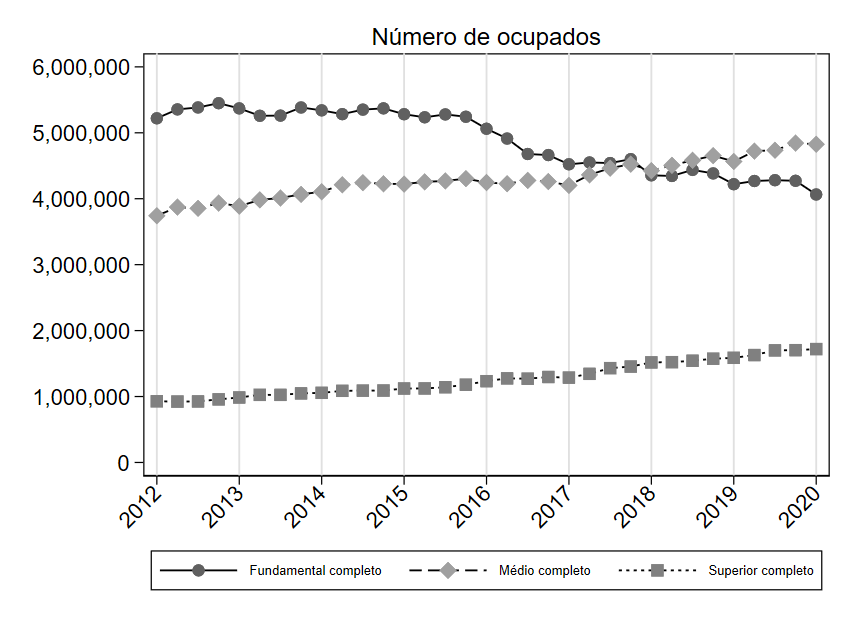 Número de ocupados
6,000,000
5,000,000
4,000,000
3,000,000
2,000,000
1,000,000
0
2012 2013 2014 2015 2016 2017 2018 2019 2020
Fundamental completo Médio completo Superior completo